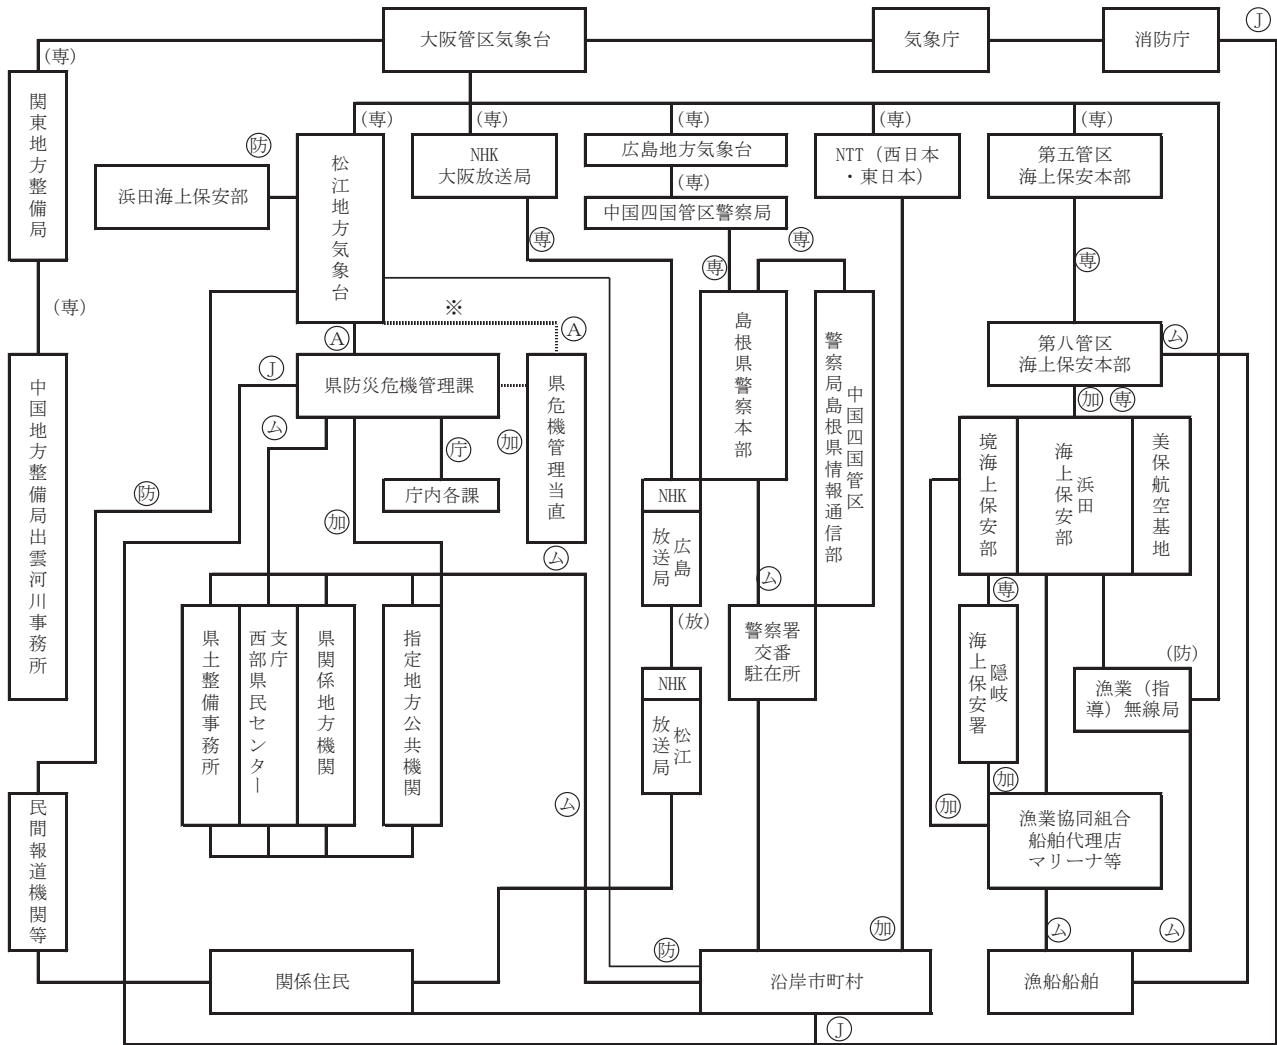 大阪管区気象台
気象庁
消防庁
Ⓙ
(専)
関東地方整備局
(専)
(専)
(専)
(専)
(専)
防
浜田海上保安部
松江地方気象台
NHK
大阪放送局
広島地方気象台
(専)
中国四国管区警察局
NTT(西日本
・東日本)
第五管区
海上保安本部
専
専
専
専
(専)
※
Ⓐ
Ⓐ
島根県警察本部
中国四国管区
警察局島根県情報通信部
第八管区
海上保安本部
ム
Ⓙ
県防災危機管理課
県危機管理当直
加
専
中国地方整備局出雲河川事務所
ム
庁
加
境海上保安部
浜田
海上保安部
美保航空基地
防
庁内各課
加
NHK
広島
放送局
ム
ム
専
県土整備事務所
支庁
西部県民センター
県関係地方機関
指定地方公共機関
(放)
警察署
交番
駐在所
隠岐
海上保安署
(防)
漁業(指
導)無線局
NHK
松江
放送局
加
加
ム
民間報道機関等
漁業協同組合
船舶代理店
マリーナ等
加
防
ム
ム
関係住民
沿岸市町村
漁船船舶
Ⓙ